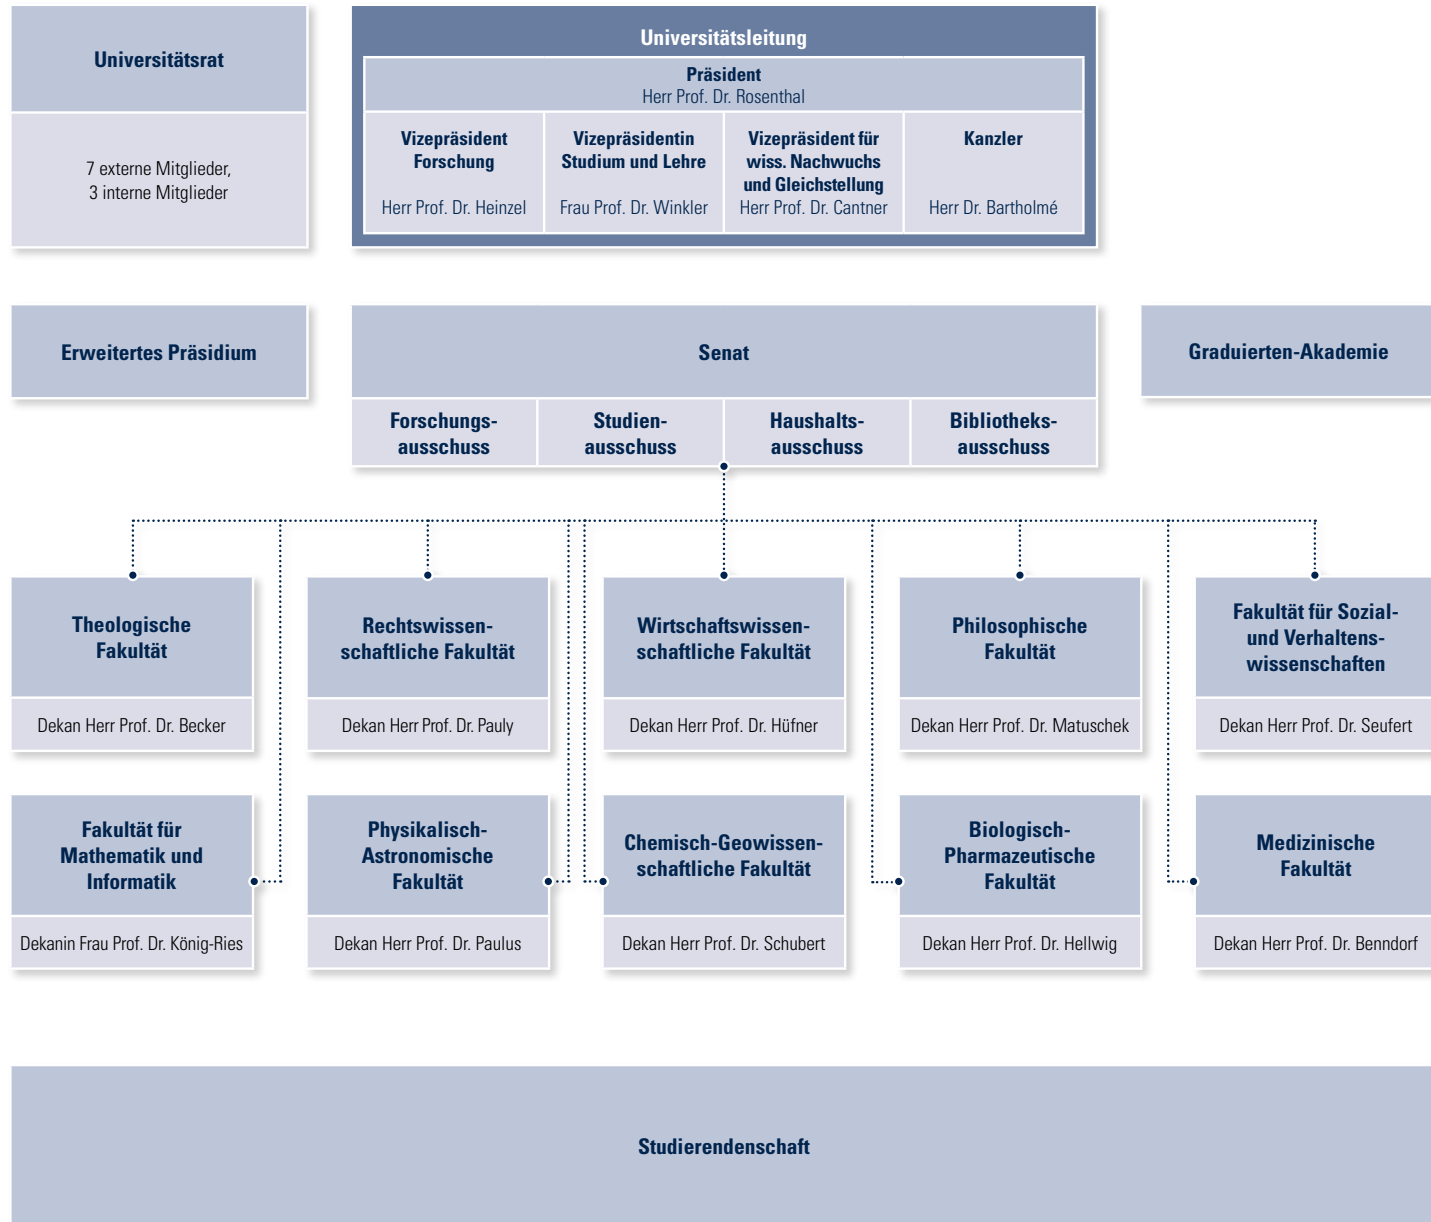 Universitätsrat
7 externe Mitglieder,
3 interne Mitglieder
Universitätsleitung
Präsident
Herr Prof. Dr. Rosenthal
Vizepräsident
Forschung
Herr Prof. Dr. Heinzel
Vizepräsidentin
Studium und Lehre
Frau Prof. Dr. Winkler
Vizepräsident für
wiss. Nachwuchs
und Gleichstellung
Herr Prof. Dr. Cantner
Kanzler
Herr Dr. Bartholmé
Erweitertes Präsidium
Senat
Forschungs-
ausschuss
Studien-
ausschuss
Haushalts-
ausschuss
Bibliotheks-
ausschuss
Graduierten-Akademie
Theologische
Fakultät
Dekan Herr Prof. Dr. Becker
Rechtswissen-
schaftliche Fakultät
Dekan Herr Prof. Dr. Pauly
Wirtschaftswissen-
schaftliche Fakultät
Dekan Herr Prof. Dr. Hüfner
Philosophische
Fakultät
Dekan Herr Prof. Dr. Matuschek
Fakultät für Sozial-
und Verhaltens-
wissenschaften
Dekan Herr Prof. Dr. Seufert
Fakultät für
Mathematik und
Informatik
Dekanin Frau Prof. Dr. König-Ries
Physikalisch-
Astronomische
Fakultät
Dekan Herr Prof. Dr. Paulus
Chemisch-Geowissen-
schaftliche Fakultät
Dekan Herr Prof. Dr. Schubert
Biologisch-
Pharmazeutische
Fakultät
Dekan Herr Prof. Dr. Hellwig
Medizinische
Fakultät
Dekan Herr Prof. Dr. Benndorf
Studierendenschaft